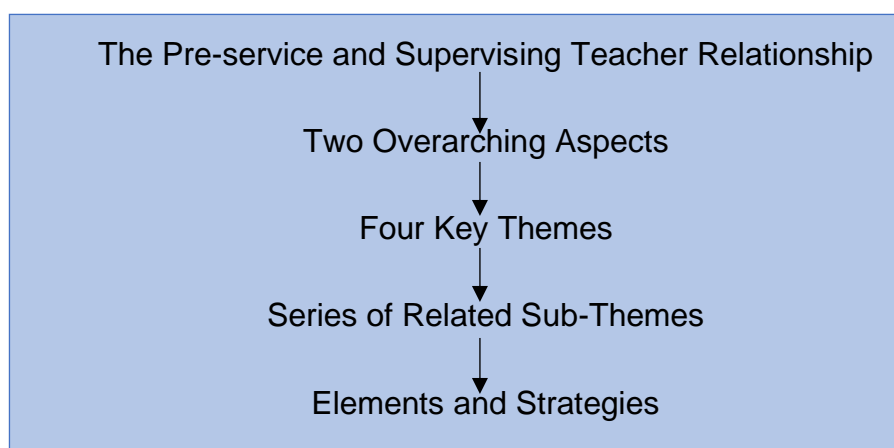 The Pre-service and Supervising Teacher Relationship
Two Overarching Aspects
Four Key Themes
Series of Related Sub-Themes
Elements and Strategies